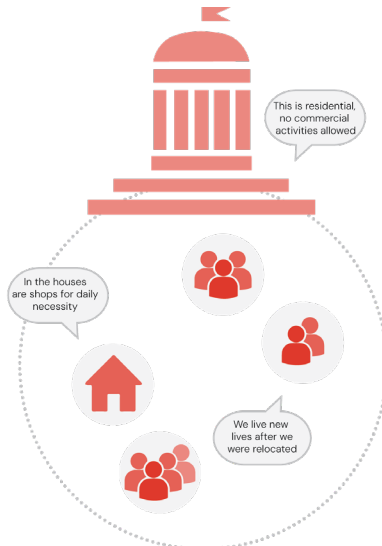 This is residential,
no commercial
activities allowed
In the houses
are shops for daily
necessity
We live new
lives after we
were relocated